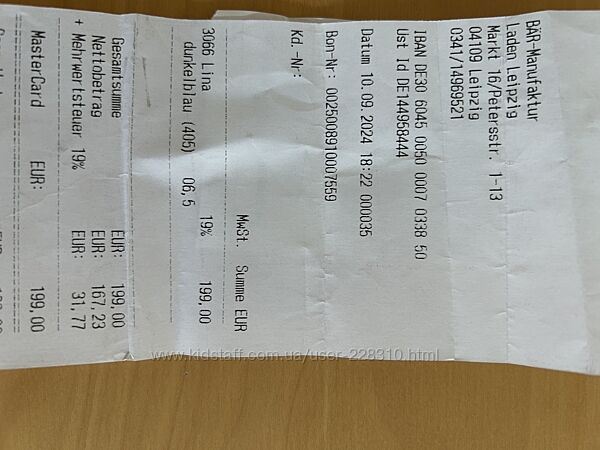 BÄR-Manufaktur
Laden Leipzig
Markt 16/Petersstr. 1-13
04109 Leipzig
0341/14969521
IBAN DE30 6045 0050 0007 0338 50
Ust Id DE144958444
Datum 10.09.2024 18:22 000035
Bon-Nr: 0025008910007559
Kd.-Nr:
MwSt. Summe EUR
3066 Lina 19% 199,00
dunkelblau (405) 06,5
Gesamtsumme EUR: 199,00
Nettobetrag EUR: 167,23
+ Mehrwertsteuer 19% EUR: 31,77
MasterCard EUR: 199,00
www.kidstaff.com.ua/user-228310.html